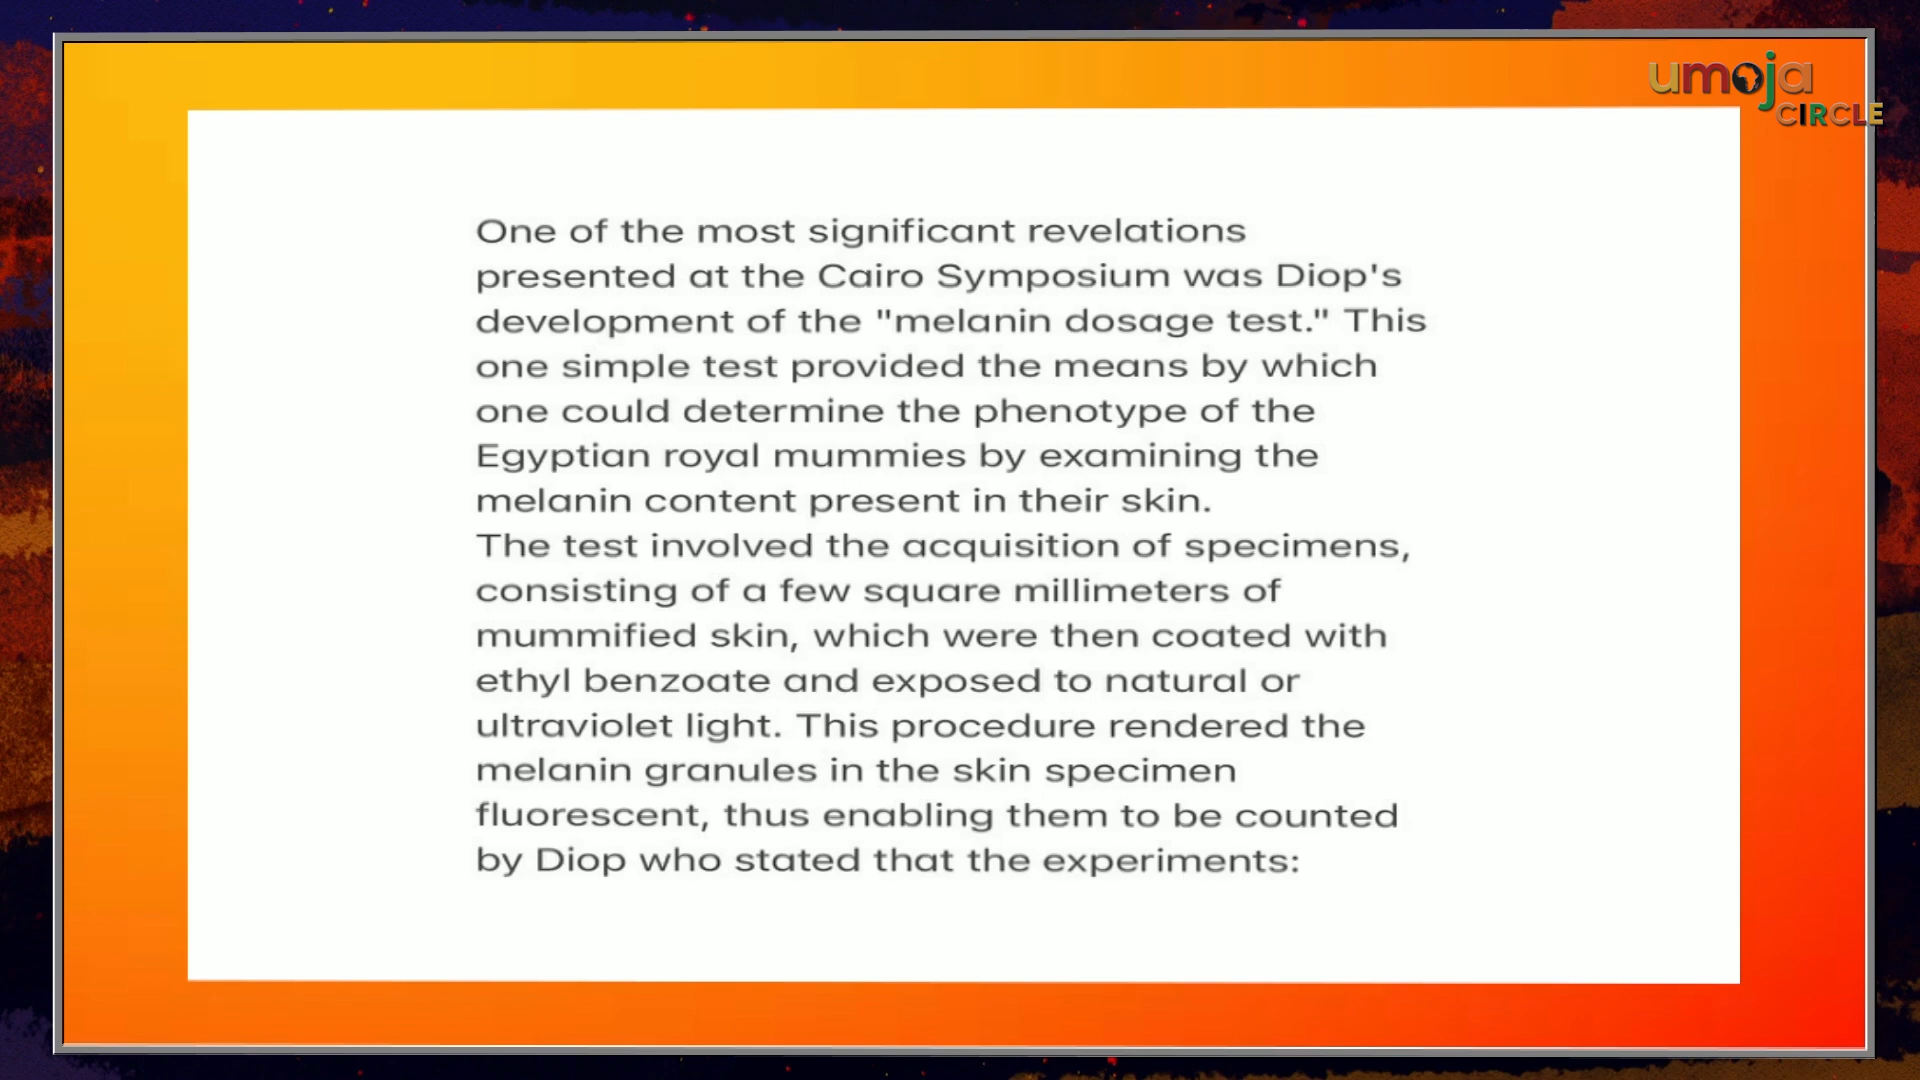 umoja
CIRCLE
One of the most significant revelations
presented at the Cairo Symposium was Diop's
development of the "melanin dosage test." This
one simple test provided the means by which
one could determine the phenotype of the
Egyptian royal mummies by examining the
melanin content present in their skin.
The test involved the acquisition of specimens,
consisting of a few square millimeters of
mummified skin, which were then coated with
ethyl benzoate and exposed to natural or
ultraviolet light. This procedure rendered the
melanin granules in the skin specimen
fluorescent, thus enabling them to be counted
by Diop who stated that the experiments: